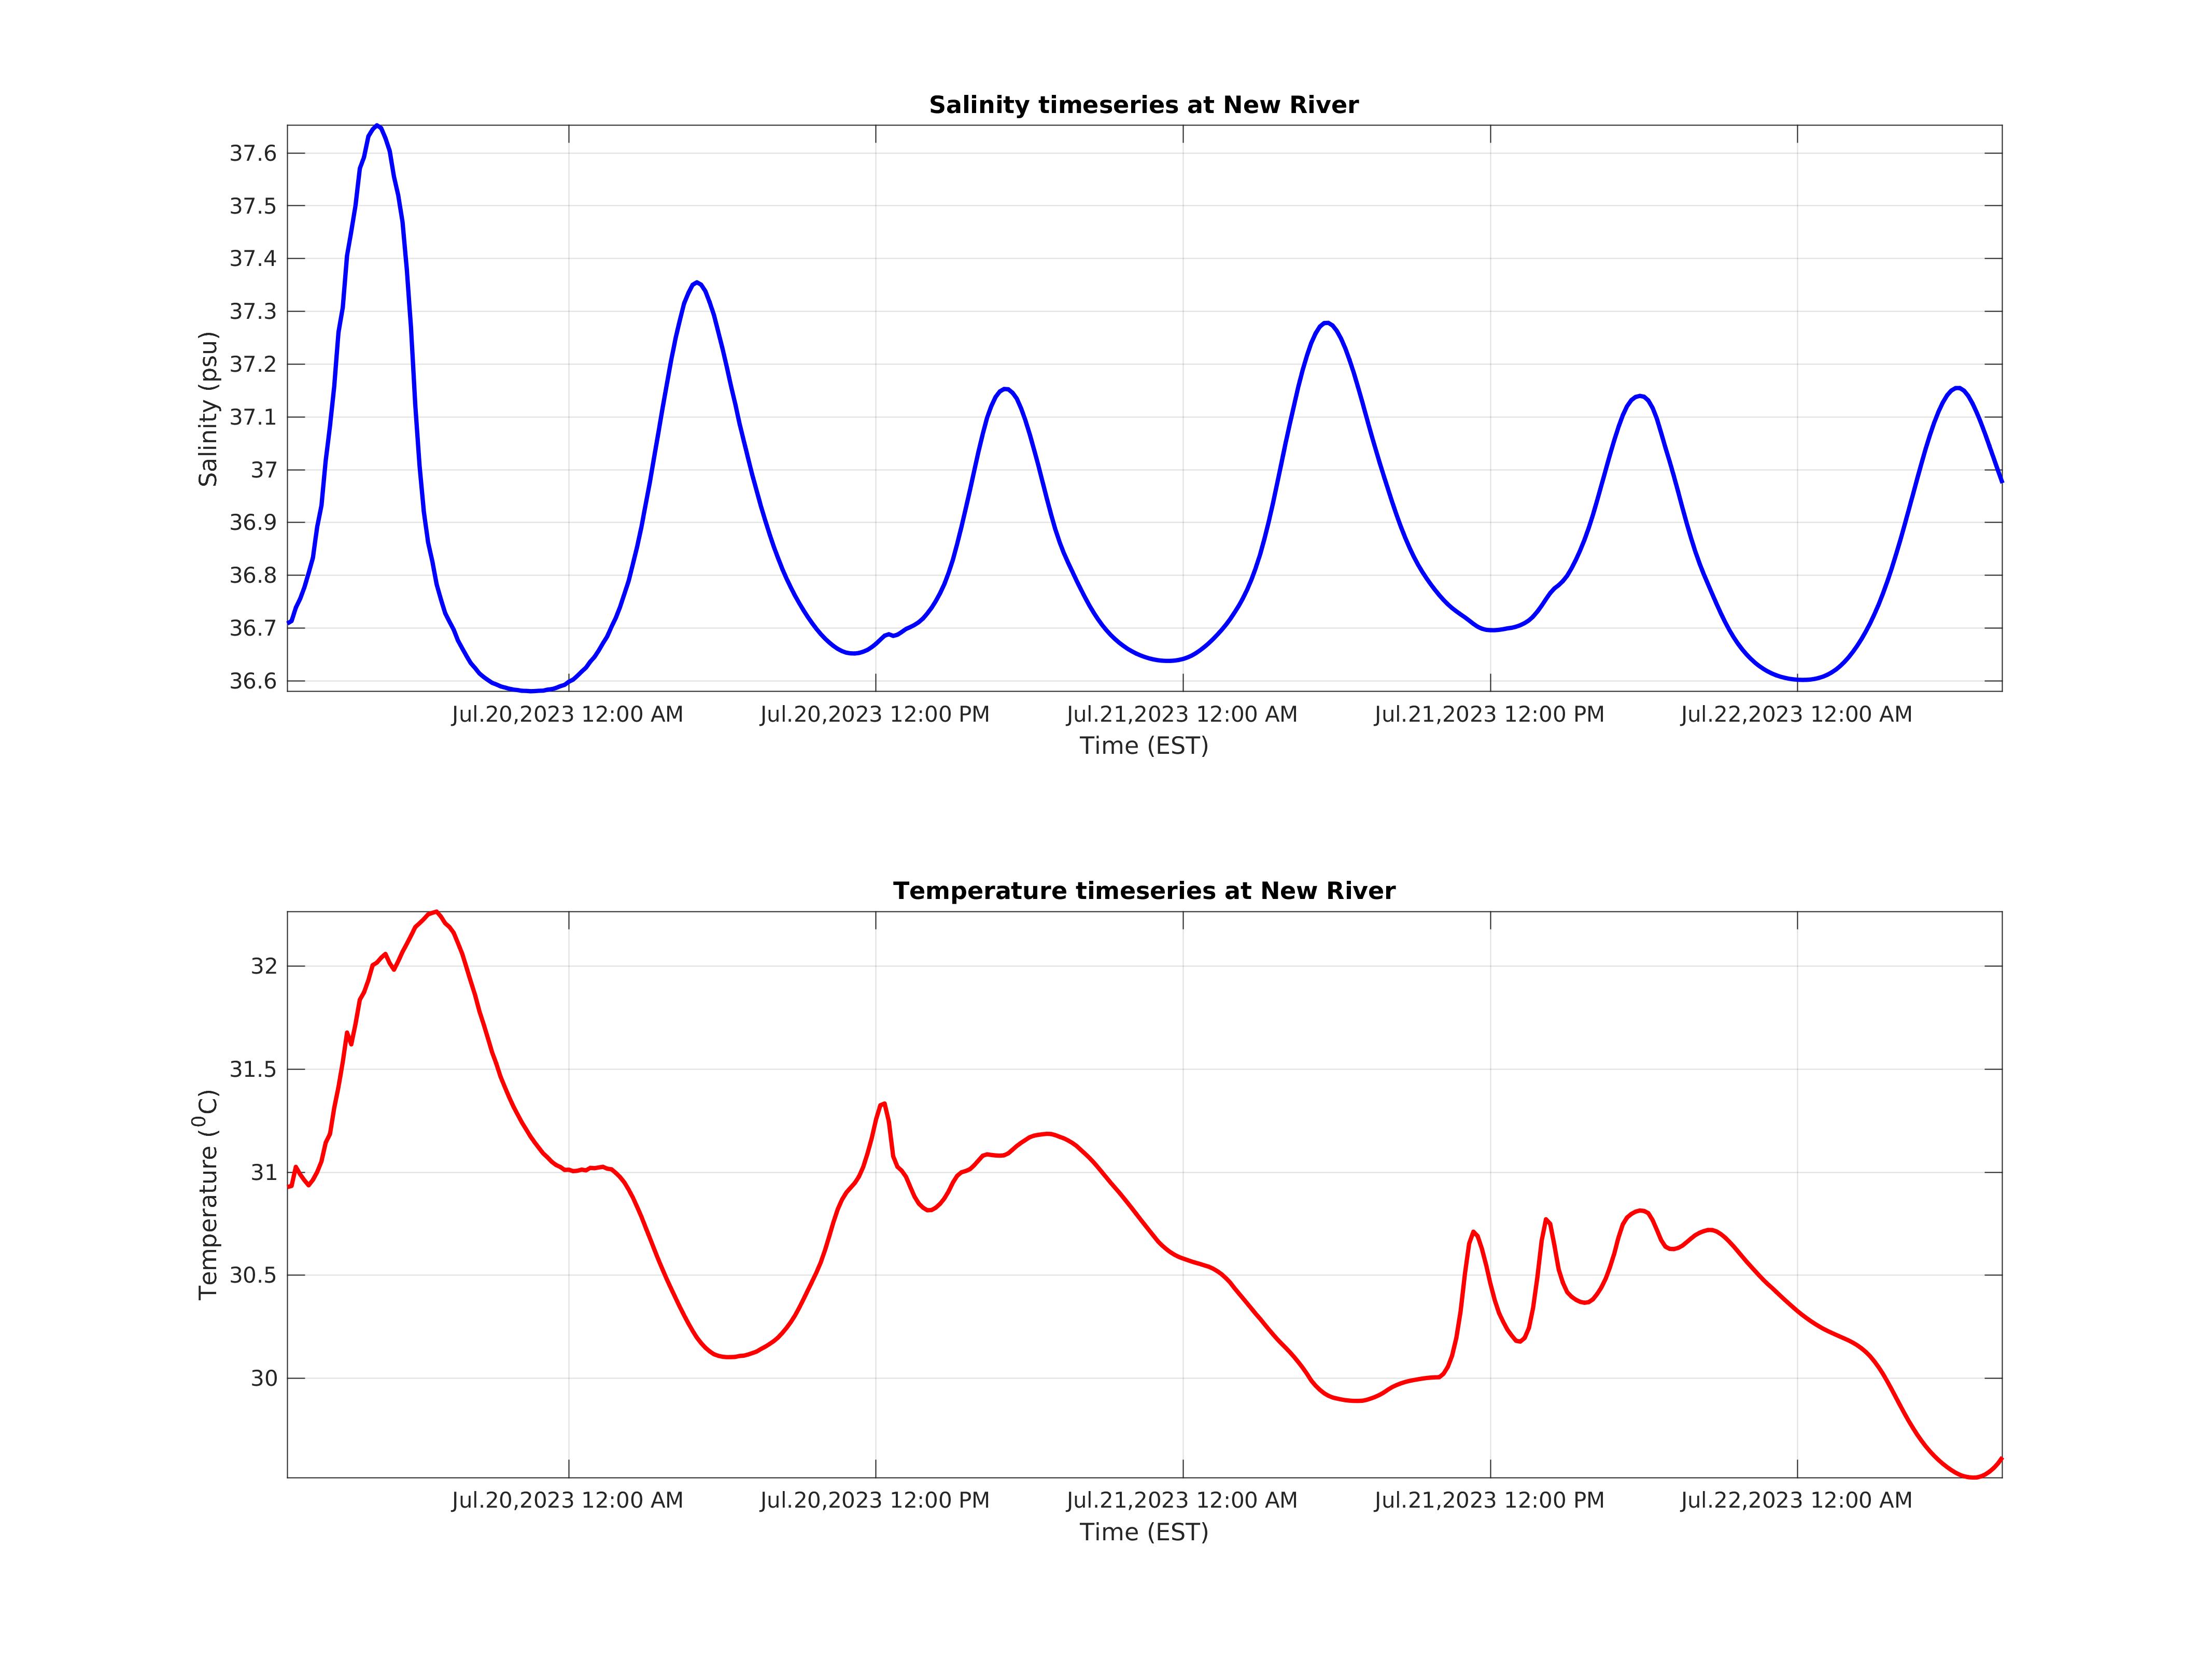 Salinity timeseries at New River
37.6
37.5
37.4
37.3
37.2
37.1
37
36.9
36.8
36.7
36.6
Salinity (psu)
Jul.20,2023 12:00 AM Jul.20,2023 12:00 PM Jul.21,2023 12:00 AM Jul.21,2023 12:00 PM Jul.22,2023 12:00 AM
Time (EST)
Temperature timeseries at New River
32
31.5
31
30.5
30
Temperature (⁰C)
Jul.20,2023 12:00 AM Jul.20,2023 12:00 PM Jul.21,2023 12:00 AM Jul.21,2023 12:00 PM Jul.22,2023 12:00 AM
Time (EST)